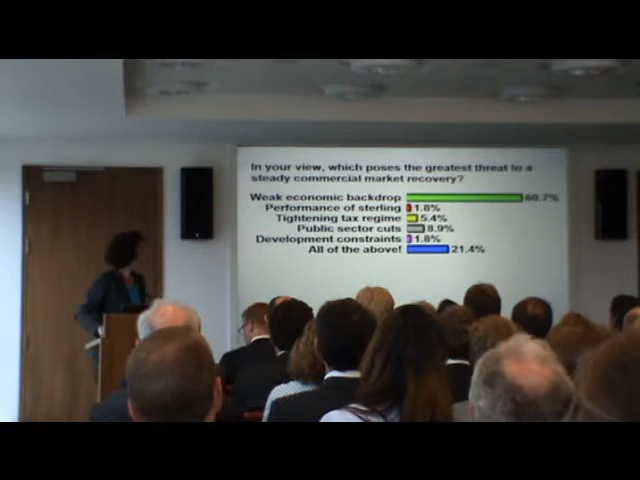 In your view, which poses the greatest threat to a
steady commercial market recovery?
Weak economic backdrop 60.7%
Performance of sterling 1.8%
Tightening tax regime 5.4%
Public sector cuts 8.9%
Development constraints 1.8%
All of the above! 21.4%